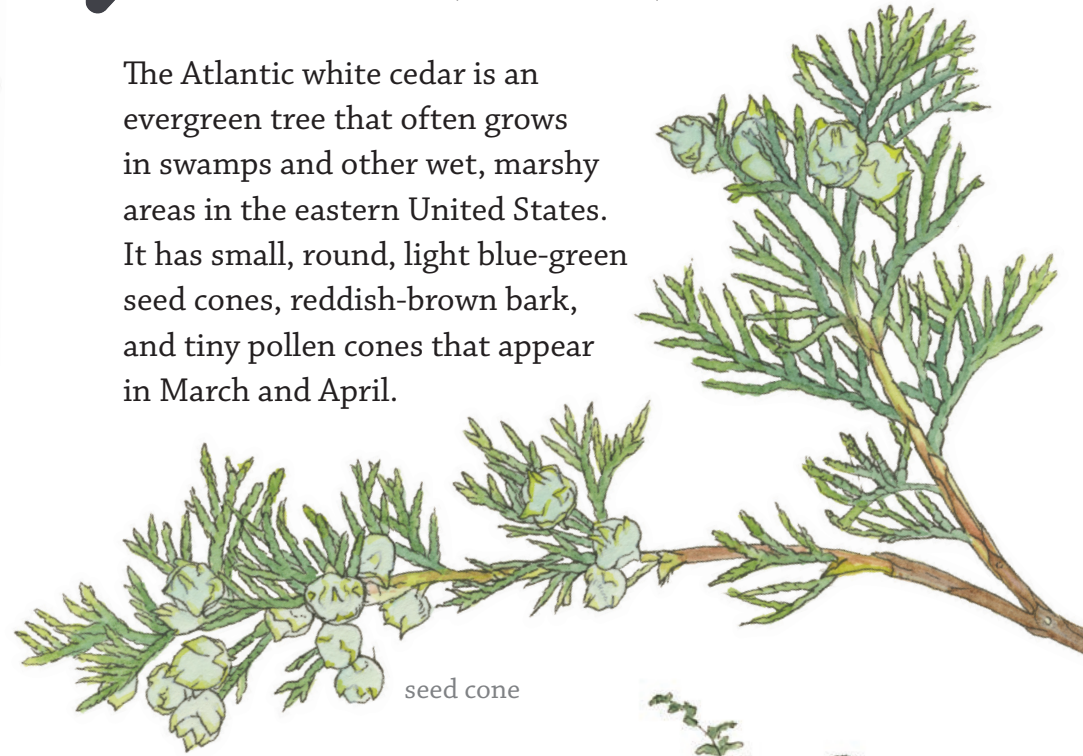 The Atlantic white cedar is an
evergreen tree that often grows
in swamps and other wet, marshy
areas in the eastern United States.
It has small, round, light blue-green
seed cones, reddish-brown bark,
and tiny pollen cones that appear
in March and April.
seed cone